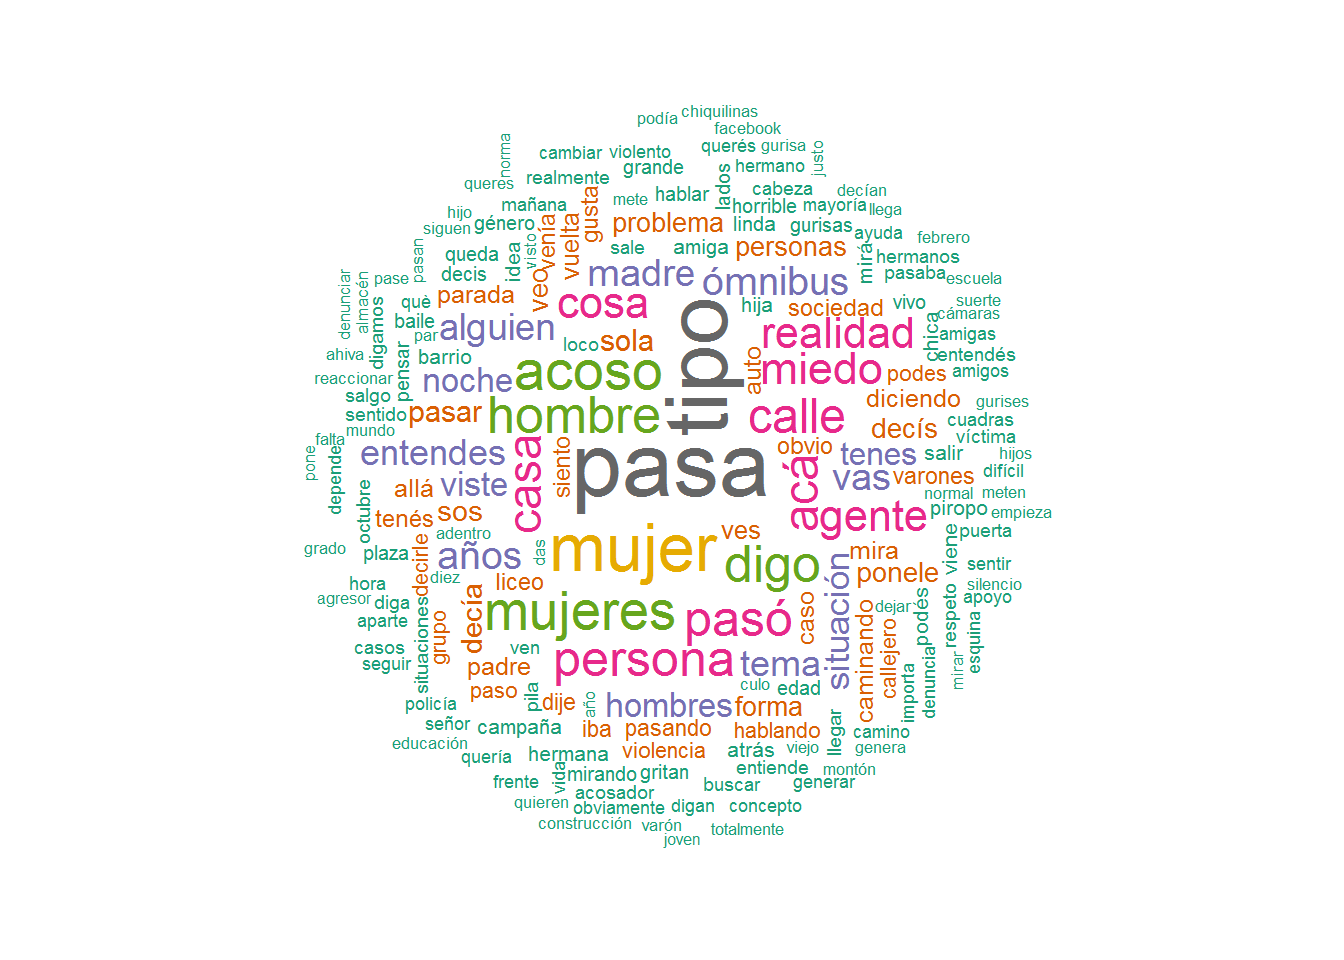 chiquilinas
podía
facebook
norma
cambiar
violento
querés
gurisa
justo
queres
realmente
grande
hermano
mañana
mete
hablar
lados
cabeza
decían
hijo
género
venía
vuelta
gusta
problema
horrible
mayoría
llega
siguen
linda
gurisas
ayuda
febrero
pasan
queda
idea
visto
sale
amiga
personas
mirá
hermanos
decis
veo
madre
ómnibus
pasaba
escuela
denunciar
almacén
pase
què
parada
cosa
tipo
hija
sociedad
vivo
suerte
cámaras
digamos
baile
par
alguien
loco
sola
realidad
chica
amigas
ahiva
pensar
barrio
acoso
auto
miedo
entendés
reaccionar
noche
podes
amigos
salgo
sentido
pasar
hombre
calle
diciendo
gurises
mundo
decís
cuadras
falta
pone
depende
entendes
casa
siento
pasa
obvio
tenes
salir
víctima
hijos
allá
viste
acá
vas
varones
difícil
octubre
tenés
sos
agente
normal
meten
piropo
empieza
grado
plaza
adentro
das
mujer
ves
mira
viene
puerta
decirle
años
digo
situación
ponele
sentir
hora
diez
liceo
silencio
agresor
diga
decía
mujeres
pasó
caso
dejar
podés
respeto
apoyo
aparte
situaciones
grupo
caminando
callejero
esquina
casos
ven
persona
tema
mirar
seguir
padre
culo
edad
importa
denuncia
paso
pila
dije
año
hombres
forma
policía
señor
campaña
iba
pasando
hablando
llegar
camino
educación
quería
hermana
violencia
atrás
viejo
genera
vida
mirando
gritan
entiende
montón
frente
buscar
generar
quieren
acosador
obviamente
digan
concepto
construcción
varón
totalmente
joven